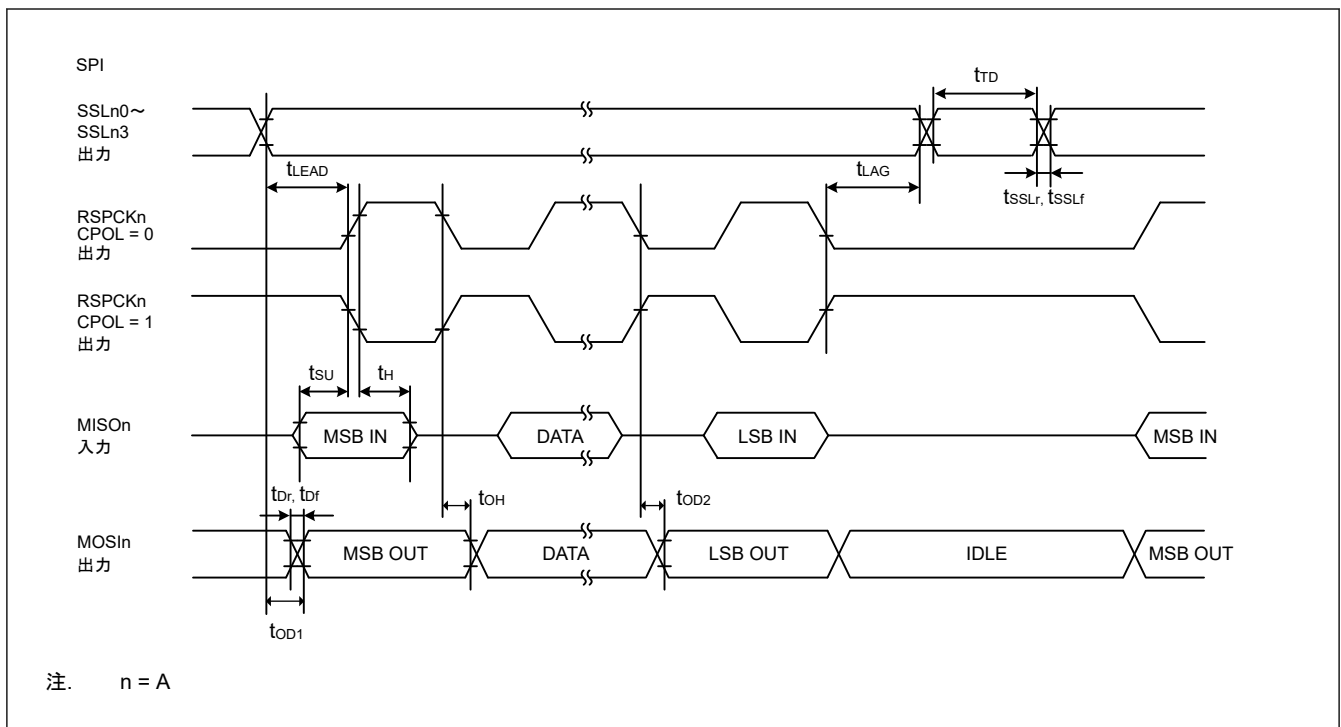 SPI
SSLn0～
SSLn3
出力
tTD
tLEAD
tLAG
tSSLr, tSSLf
RSPCKn
CPOL = 0
出力
RSPCKn
CPOL = 1
出力
tSU
tH
MISOn
入力
MSB IN
DATA
LSB IN
MSB IN
tDr, tDf
tOH
tOD2
MOSIn
出力
MSB OUT
DATA
LSB OUT
IDLE
MSB OUT
tOD1
注. n = A